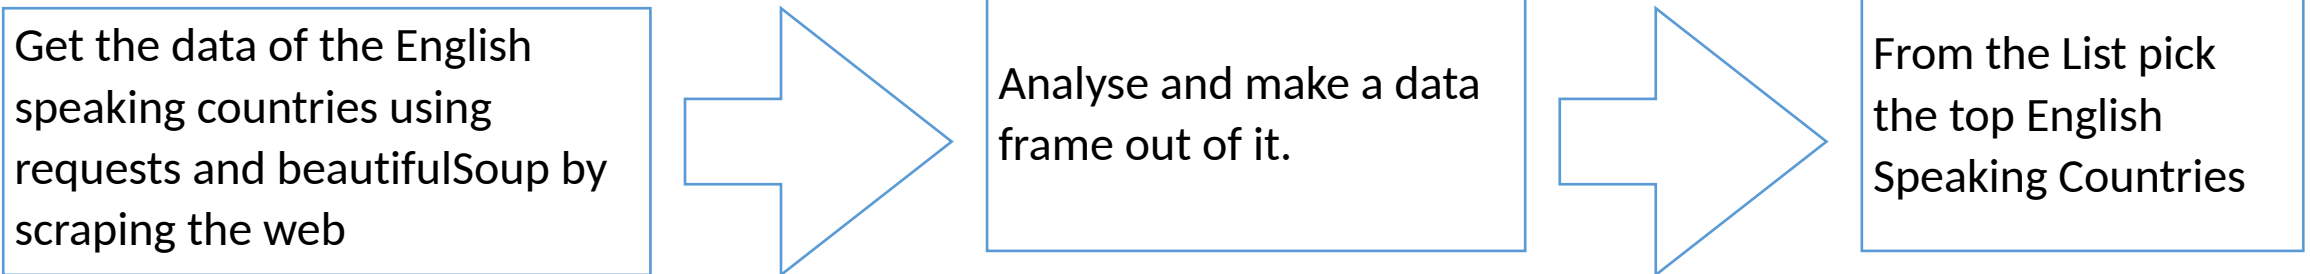 Get the data of the English
speaking countries using
requests and beautifulSoup by
scraping the web
Analyse and make a data
frame out of it.
From the List pick
the top English
Speaking Countries